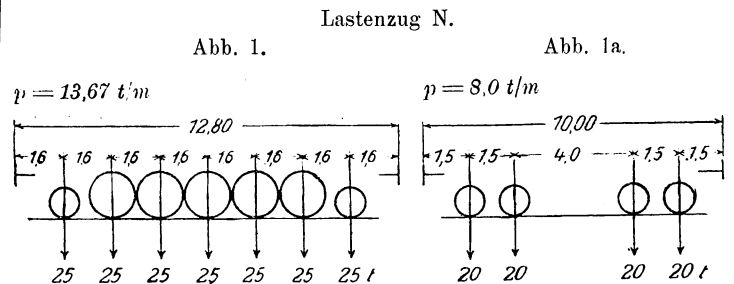 Lastenzug N.
Abb. 1. Abb. 1a.
p = 13,67 t/m p = 8,0 t/m
12,80 10,00
1,6 1,6 1,6 1,6 1,6 1,6 1,6 1,6 1,5 1,5 4,0 1,5 1,5
25 25 25 25 25 25 25 t 20 20 20 20 t